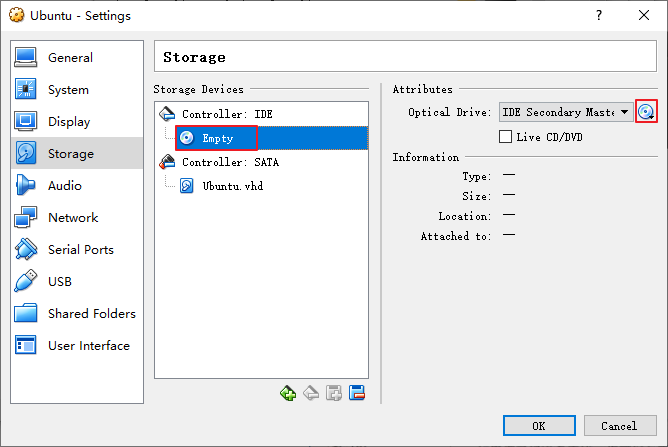 Ubuntu - Settings
General
System
Display
Storage
Audio
Network
Serial Ports
USB
Shared Folders
User Interface
Storage
Storage Devices
Controller: IDE
Empty
Controller: SATA
Ubuntu.vhd
Attributes
Optical Drive: IDE Secondary Maste
Live CD/DVD
Information
Type: —
Size: —
Location: —
Attached to: —
OK
Cancel